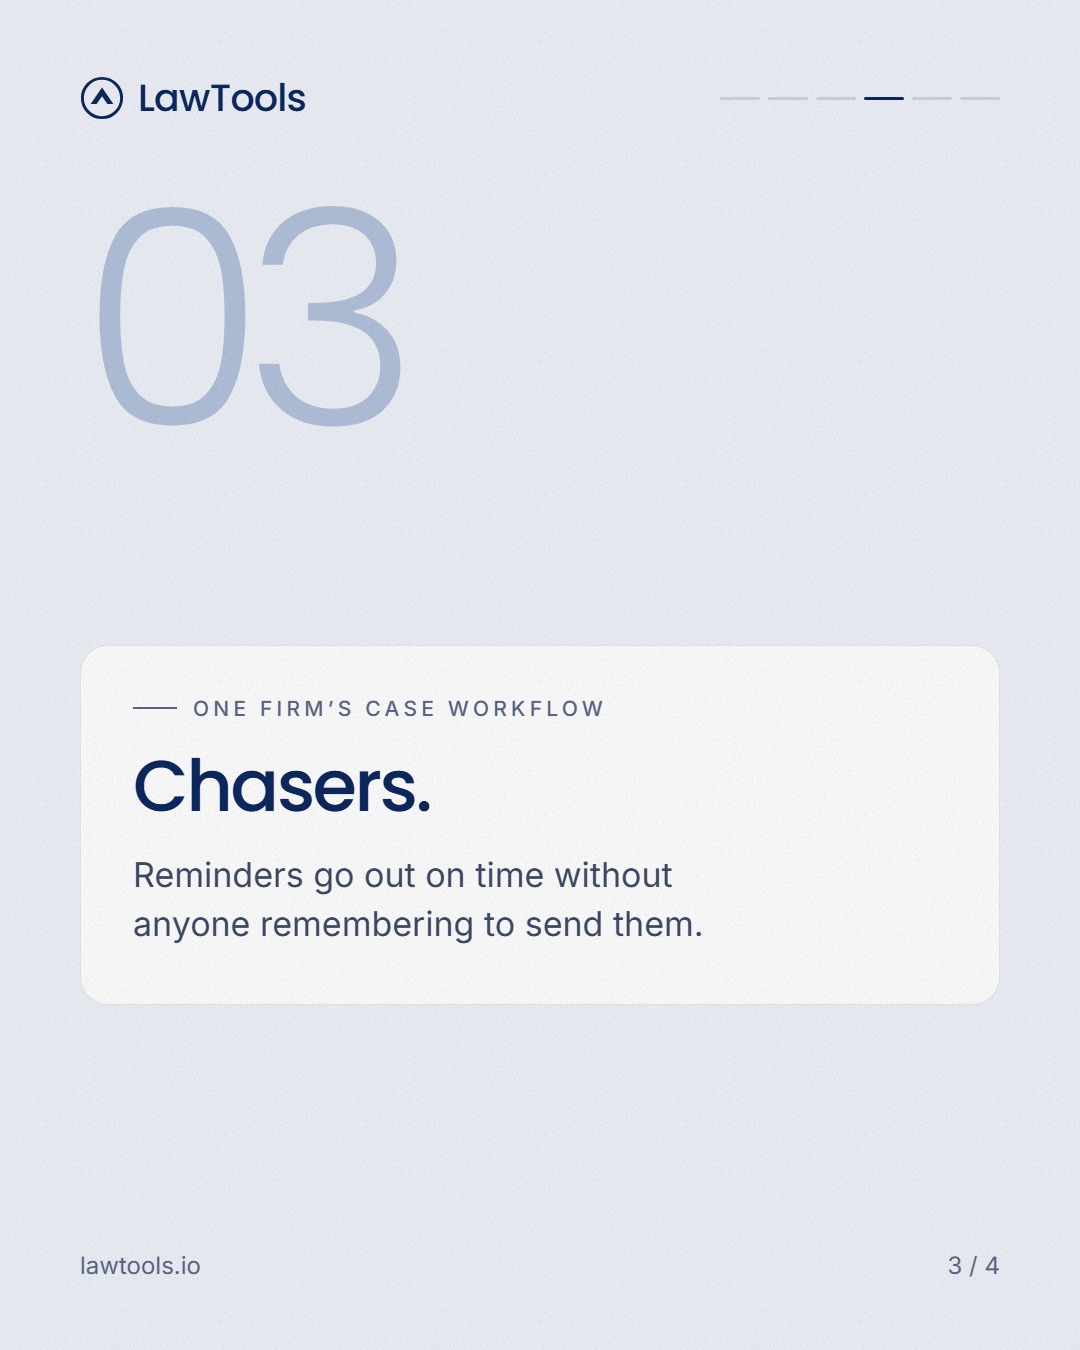 LawTools
03
ONE FIRM’S CASE WORKFLOW
Chasers.
Reminders go out on time without
anyone remembering to send them.
lawtools.io
3 / 4